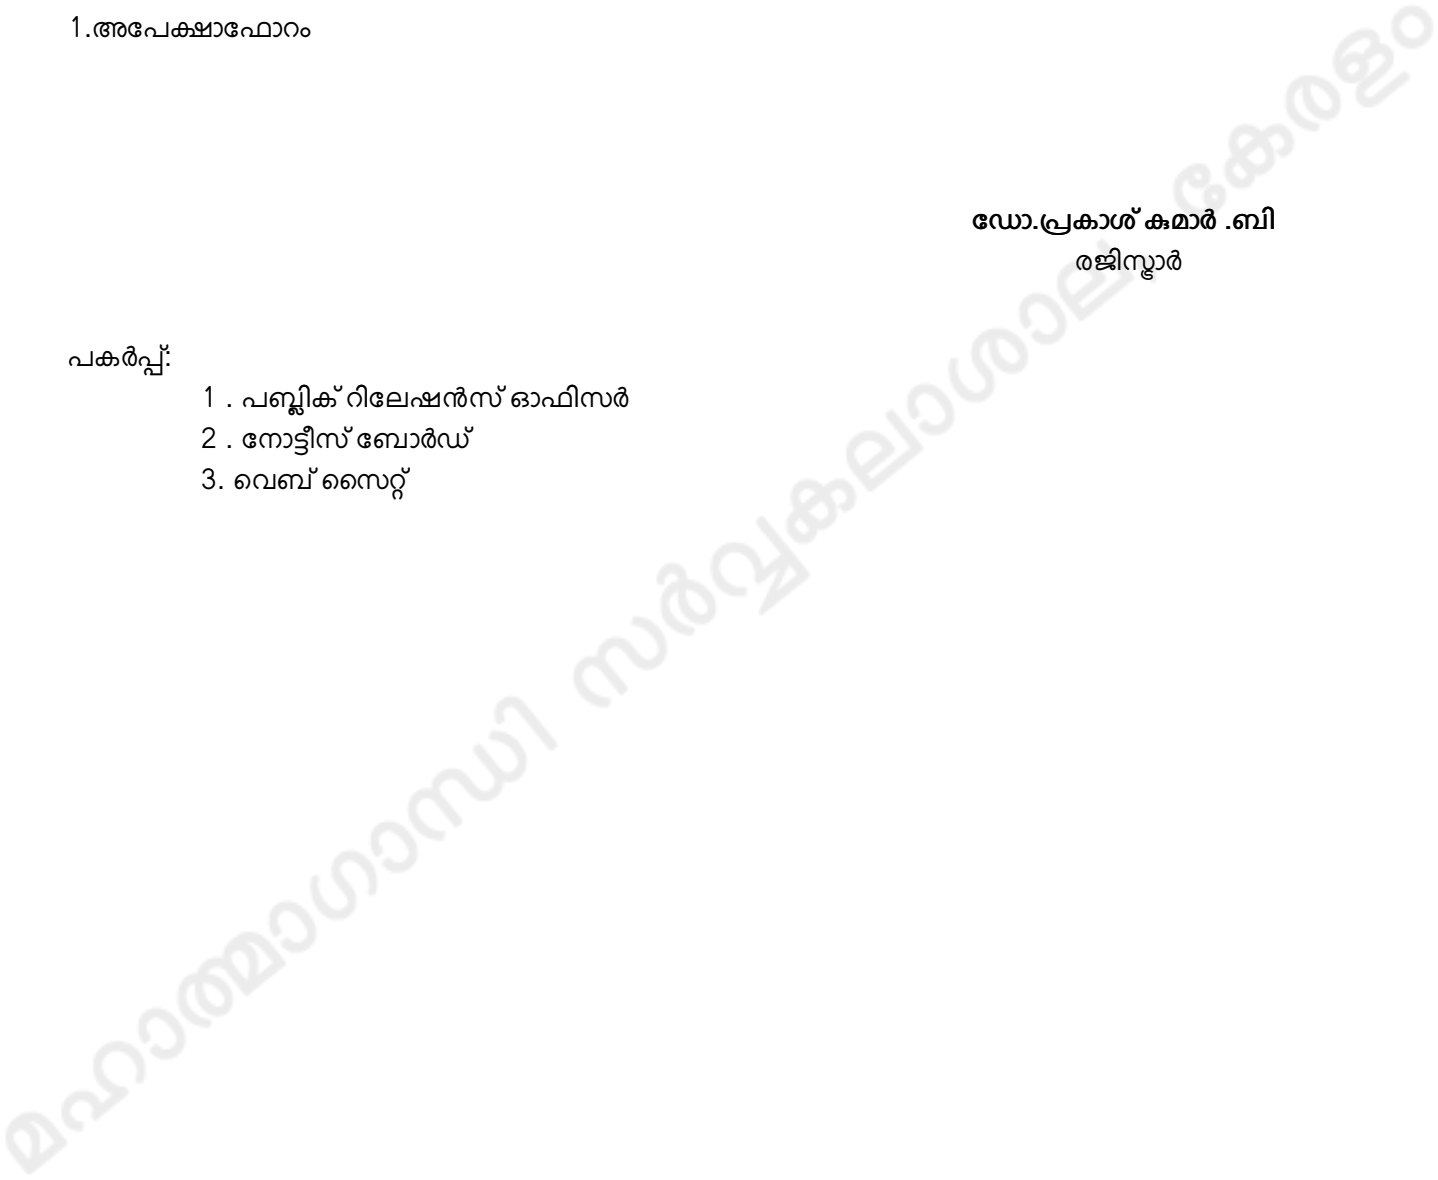 1.അപേക്ഷാഫോറം
ഡോ.പ്രകാശ് കുമാർ .ബി
രജിസ്ട്രാർ
പകർപ്പ്:
1 . പബ്ലിക് റിലേഷൻസ് ഓഫിസർ
2 . നോട്ടീസ് ബോർഡ്
3. വെബ് സൈറ്റ്
മഹാത്മാഗാന്ധി സർവ്വകലാശാല, കേരളം